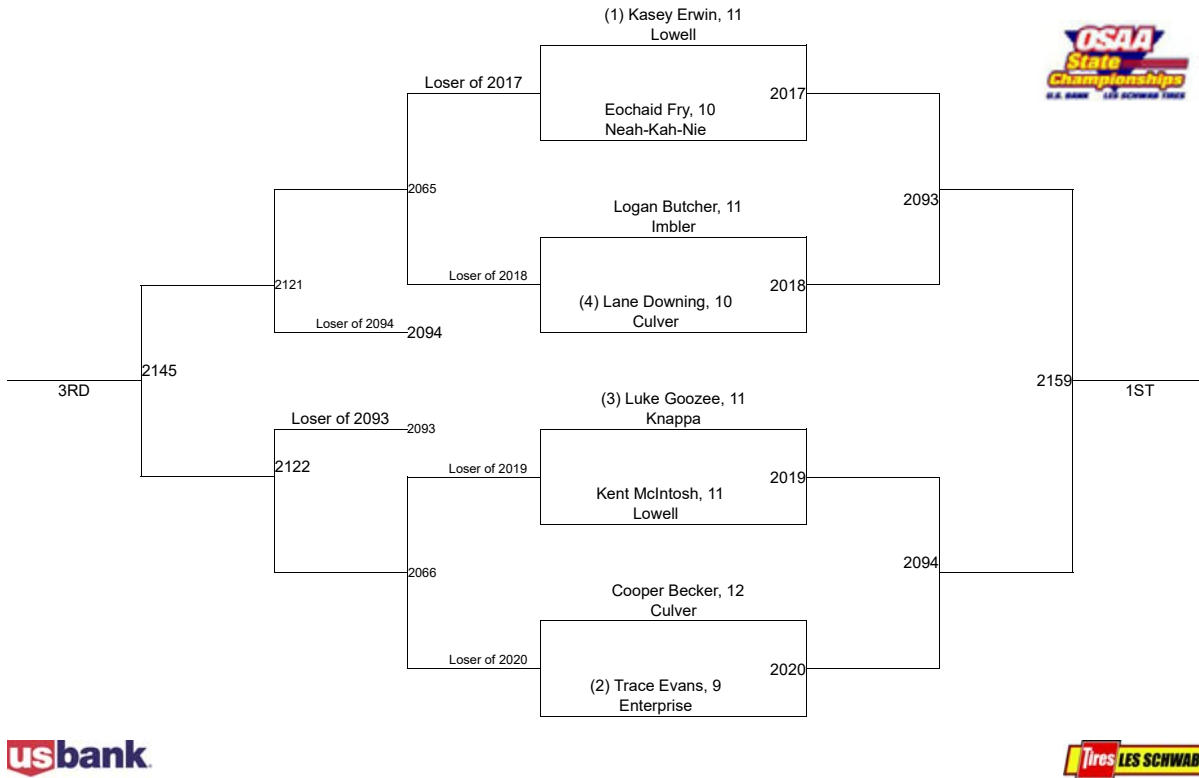 (1) Kasey Erwin, 11
Lowell
OSAA
State
Championships
U.S. BANK LES SCHWAB TIRES
Loser of 2017
2017
Eochaid Fry, 10
Neah-Kah-Nie
2065
2093
Logan Butcher, 11
Imbler
Loser of 2018
2018
2121
(4) Lane Downing, 10
Culver
Loser of 2094
2094
2145
3RD
2159
1ST
(3) Luke Goozee, 11
Knappa
Loser of 2093
2093
2122
Loser of 2019
2019
Kent McIntosh, 11
Lowell
2066
2094
Cooper Becker, 12
Culver
Loser of 2020
2020
(2) Trace Evans, 9
Enterprise
usbank.
Tires LES SCHWAB